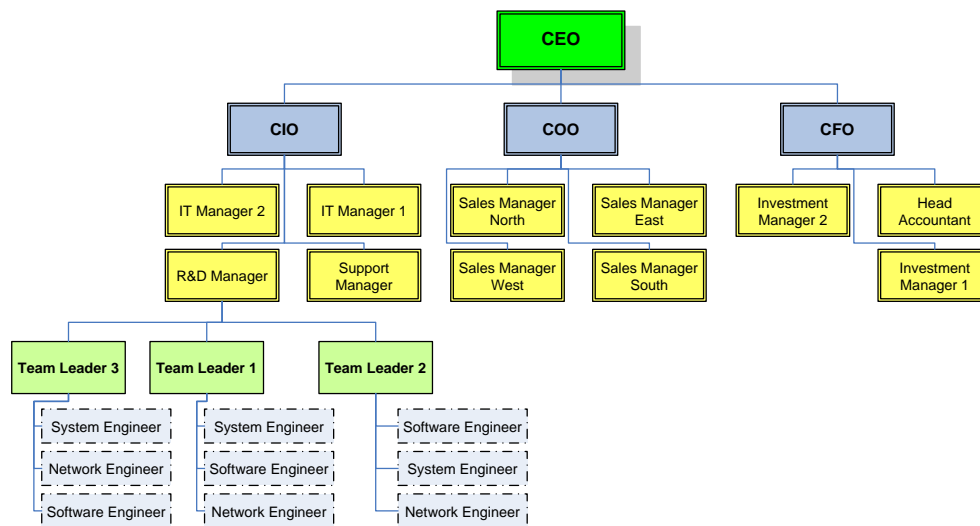 CEO
CIO
COO
CFO
IT Manager 2
IT Manager 1
Sales Manager
North
Sales Manager
East
Investment
Manager 2
Head
Accountant
R&D Manager
Support
Manager
Sales Manager
West
Sales Manager
South
Investment
Manager 1
Team Leader 3
Team Leader 1
Team Leader 2
System Engineer
System Engineer
Software Engineer
Network Engineer
Software Engineer
System Engineer
Software Engineer
Network Engineer
Network Engineer